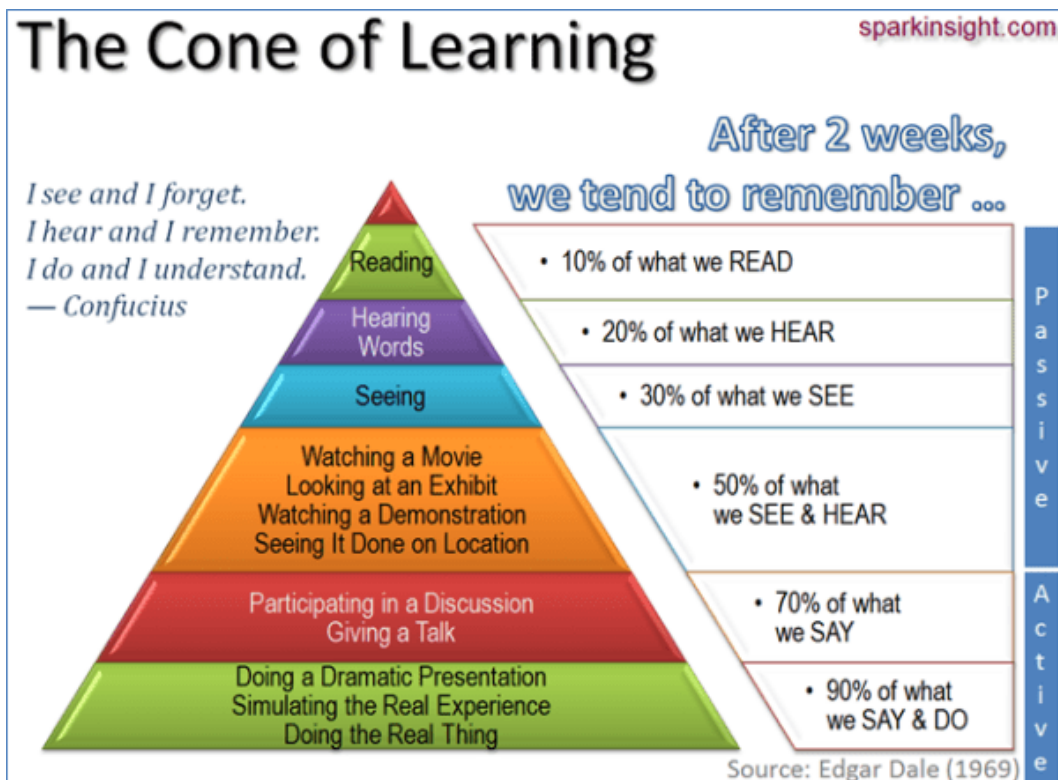 The Cone of Learning
sparkinsight.com
After 2 weeks,
we tend to remember ...
I see and I forget.
I hear and I remember.
I do and I understand.
— Confucius
Reading
• 10% of what we READ
Hearing
Words
• 20% of what we HEAR
Seeing
• 30% of what we SEE
Watching a Movie
Looking at an Exhibit
Watching a Demonstration
Seeing It Done on Location
• 50% of what
we SEE & HEAR
Passive
Participating in a Discussion
Giving a Talk
• 70% of what
we SAY
Doing a Dramatic Presentation
Simulating the Real Experience
Doing the Real Thing
• 90% of what
we SAY & DO
Active
Source: Edgar Dale (1969)